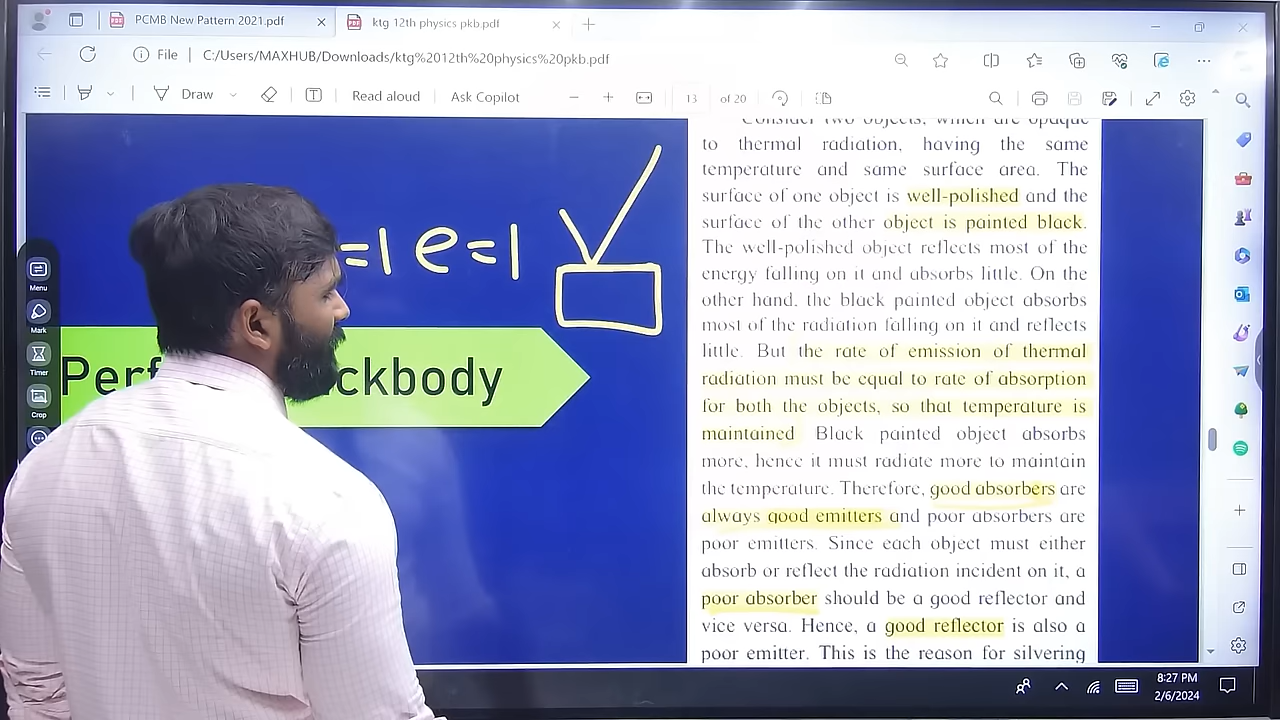 PCMB New Pattern 2021.pdf
ktg 12th physics pkb.pdf
File
C:/Users/MAXHUB/Downloads/ktg%2012th%20physics%20pkb.pdf
Draw
Read aloud
Ask Copilot
13 of 20
=1 e=1
Menu
Mark
Timer
Crop
ckbody
Consider two objects, which are opaque
to thermal radiation, having the same
temperature and same surface area. The
surface of one object is well-polished and the
surface of the other object is painted black.
The well-polished object reflects most of the
energy falling on it and absorbs little. On the
other hand, the black painted object absorbs
most of the radiation falling on it and reflects
little. But the rate of emission of thermal
radiation must be equal to rate of absorption
for both the objects, so that temperature is
maintained Black painted object absorbs
more, hence it must radiate more to maintain
the temperature. Therefore, good absorbers are
always good emitters and poor absorbers are
poor emitters. Since each object must either
absorb or reflect the radiation incident on it, a
poor absorber should be a good reflector and
vice versa. Hence, a good reflector is also a
poor emitter. This is the reason for silvering
8:27 PM
2/6/2024